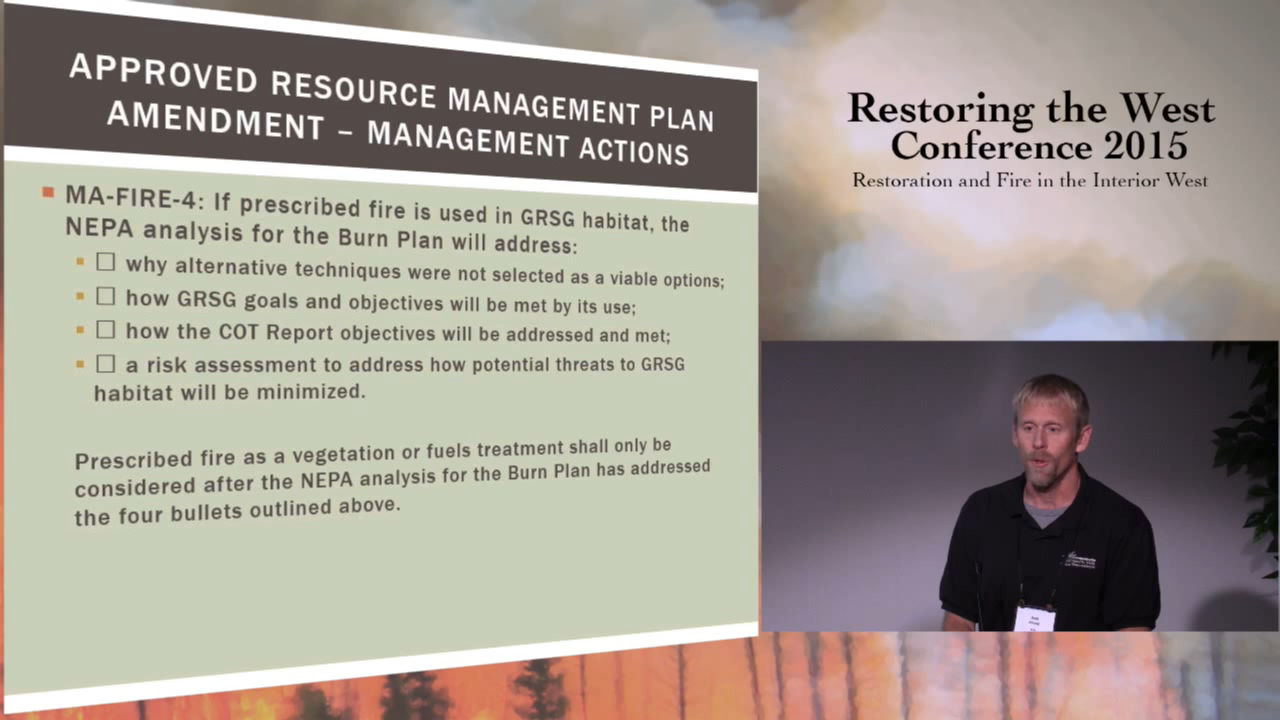 APPROVED RESOURCE MANAGEMENT PLAN
AMENDMENT – MANAGEMENT ACTIONS
MA-FIRE-4: If prescribed fire is used in GRSG habitat, the
NEPA analysis for the Burn Plan will address:
☐ why alternative techniques were not selected as a viable options;
☐ how GRSG goals and objectives will be met by its use;
☐ how the COT Report objectives will be addressed and met;
☐ a risk assessment to address how potential threats to GRSG
habitat will be minimized.
Prescribed fire as a vegetation or fuels treatment shall only be
considered after the NEPA analysis for the Burn Plan has addressed
the four bullets outlined above.
Restoring the West
Conference 2015
Restoration and Fire in the Interior West